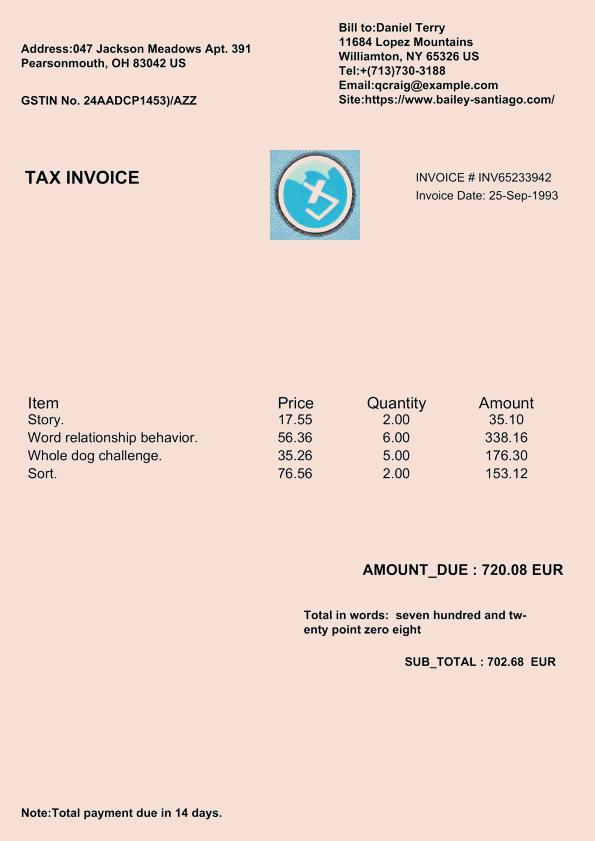 Address:047 Jackson Meadows Apt. 391
Pearsonmouth, OH 83042 US
GSTIN No. 24AADCP1453)/AZZ
Bill to:Daniel Terry
11684 Lopez Mountains
Williamton, NY 65326 US
Tel:+(713)730-3188
Email:qcraig@example.com
Site:https://www.bailey-santiago.com/
TAX INVOICE
INVOICE # INV65233942
Invoice Date: 25-Sep-1993
Item Price Quantity Amount
Story. 17.55 2.00 35.10
Word relationship behavior. 56.36 6.00 338.16
Whole dog challenge. 35.26 5.00 176.30
Sort. 76.56 2.00 153.12
AMOUNT_DUE : 720.08 EUR
Total in words: seven hundred and tw-
enty point zero eight
SUB_TOTAL : 702.68 EUR
Note:Total payment due in 14 days.